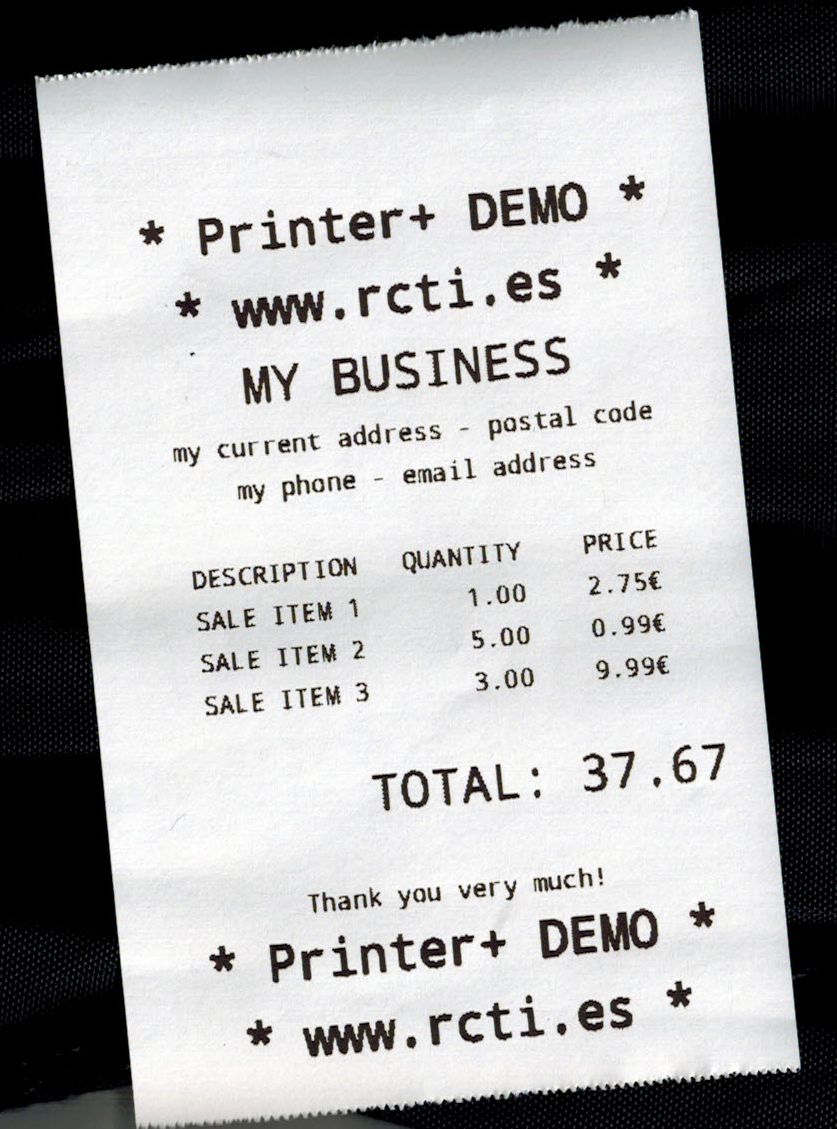 * Printer+ DEMO *
* www.rcti.es *
MY BUSINESS
my current address - postal code
my phone - email address
DESCRIPTION QUANTITY PRICE
SALE ITEM 1 1.00 2.75€
SALE ITEM 2 5.00 0.99€
SALE ITEM 3 3.00 9.99€
TOTAL: 37.67
Thank you very much!
* Printer+ DEMO *
* www.rcti.es *